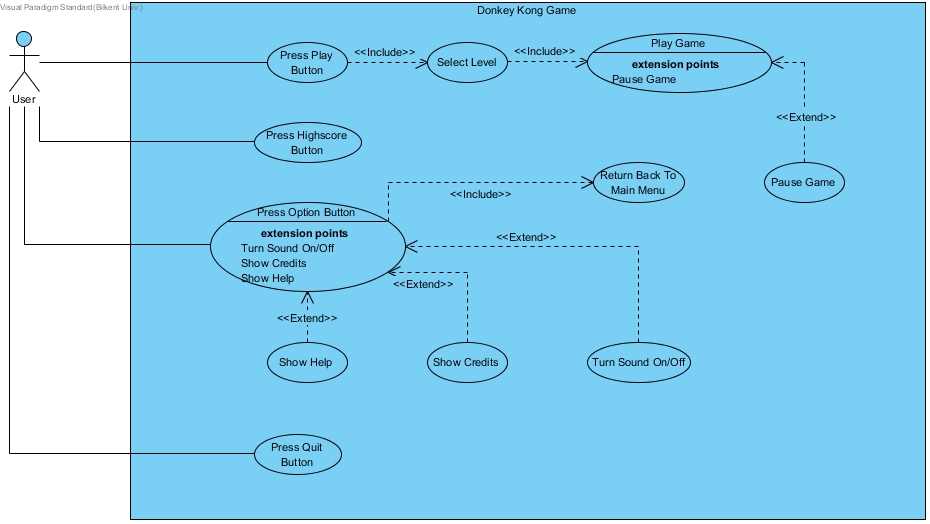 Visual Paradigm Standard(Bilkent Univ.)
Donkey Kong Game
User
Press Play
Button
<<Include>>
Select Level
<<Include>>
Play Game
extension points
Pause Game
<<Extend>>
Pause Game
Press Highscore
Button
Return Back To
Main Menu
<<Include>>
Press Option Button
extension points
Turn Sound On/Off
Show Credits
Show Help
<<Extend>>
<<Extend>>
<<Extend>>
Show Help
Show Credits
Turn Sound On/Off
Press Quit
Button